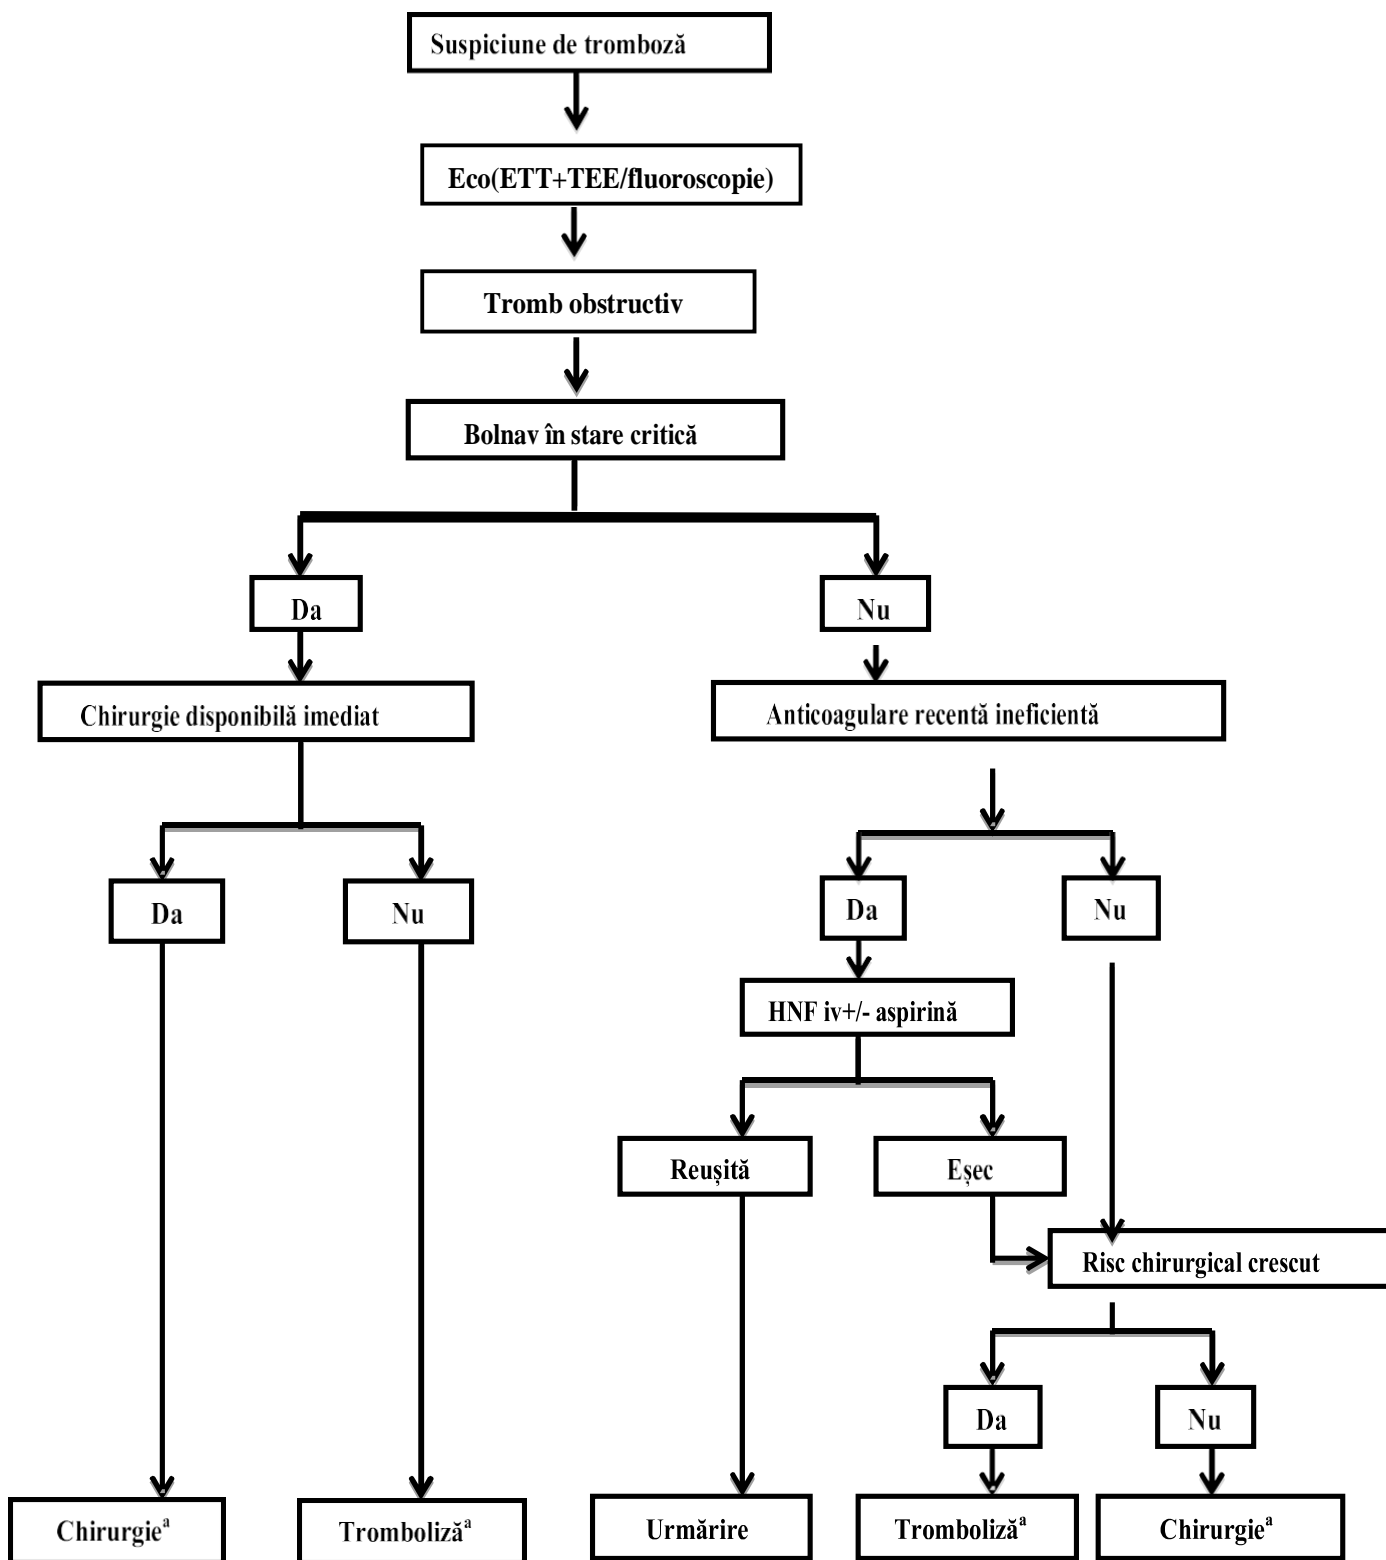 Suspiciune de tromboză
Eco(ETT+TEE/fluoroscopie)
Tromb obstructiv
Bolnav în stare critică
Da
Nu
Chirurgie disponibilă imediat
Anticoagulare recentă ineficientă
Da
Nu
Da
Nu
HNF iv+/- aspirină
Reușită
Eșec
Risc chirurgical crescut
Da
Nu
Chirurgieᵃ
Trombolizăᵃ
Urmărire
Trombolizăᵃ
Chirurgieᵃ